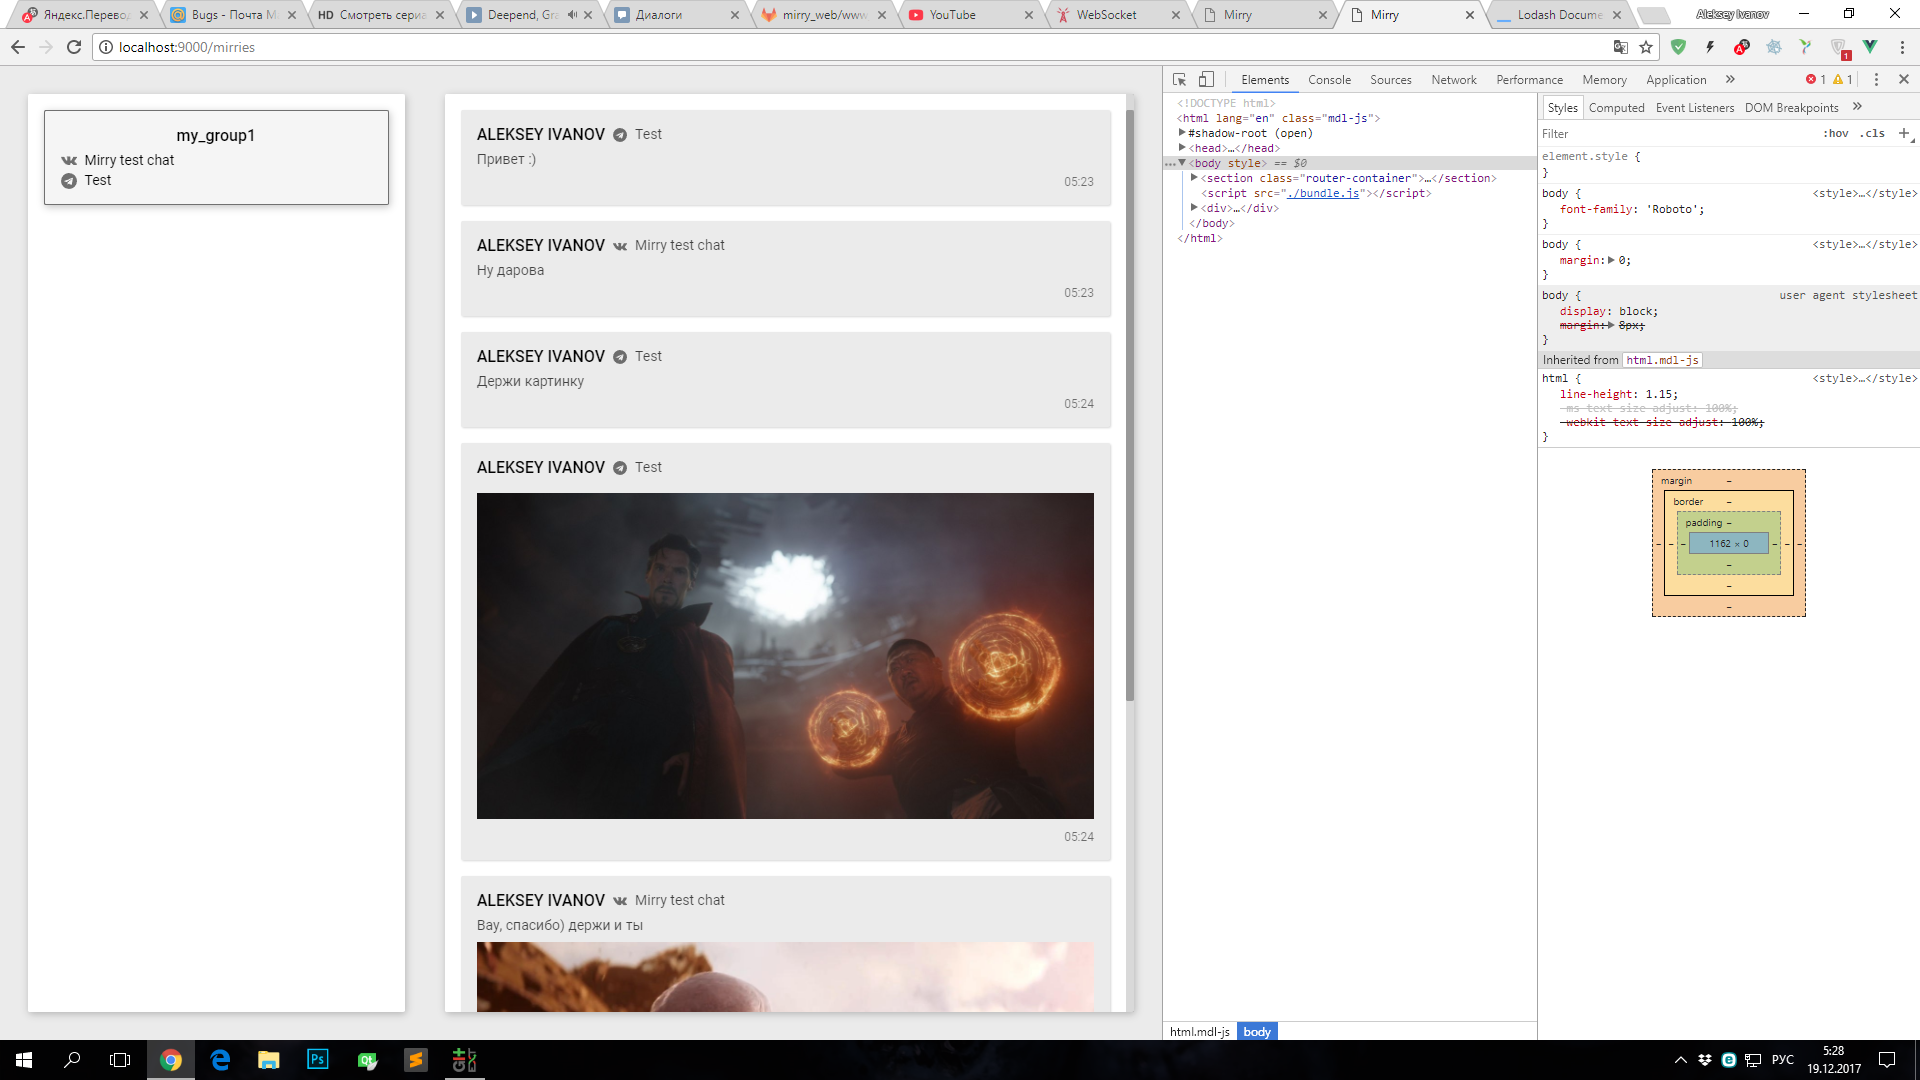 Яндекс.Перевод
Bugs - Почта M
HD Смотреть сериа
Deepend, Gra
Диалоги
mirry_web/www
YouTube
WebSocket
Mirry
Mirry
Lodash Docume
Aleksey Ivanov
localhost:9000/mirries
1
my_group1
Mirry test chat
Test
ALEKSEY IVANOV Test
Привет :)
05:23
ALEKSEY IVANOV Mirry test chat
Ну дарова
05:23
ALEKSEY IVANOV Test
Держи картинку
05:24
ALEKSEY IVANOV Test
05:24
ALEKSEY IVANOV Mirry test chat
Вау, спасибо) держи и ты
Elements Console Sources Network Performance Memory Application » 1 1
<!DOCTYPE html>
<html lang="en" class="mdl-js">
#shadow-root (open)
<head>…</head>
<body style> == $0
<section class="router-container">…</section>
<script src="./bundle.js"></script>
<div>…</div>
</body>
</html>
html.mdl-js body
Styles Computed Event Listeners DOM Breakpoints »
Filter :hov .cls +
element.style {
}
body { <style>…</style>
font-family: 'Roboto';
}
body { <style>…</style>
margin: 0;
}
body { user agent stylesheet
display: block;
margin: 8px;
}
Inherited from html.mdl-js
html { <style>…</style>
line-height: 1.15;
-ms-text-size-adjust: 100%;
-webkit-text-size-adjust: 100%;
}
margin –
border –
padding –
– – – 1162 × 0 – – –
–
–
–
Ps
Qt
РУС
5:28
19.12.2017